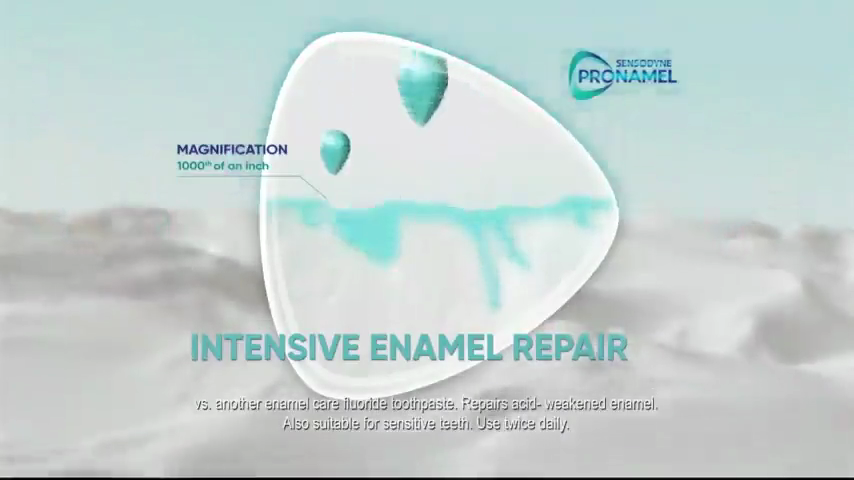 SENSODYNE
PRONAMEL
MAGNIFICATION
1000th of an inch
INTENSIVE ENAMEL REPAIR
vs. another enamel care fluoride toothpaste. Repairs acid- weakened enamel.
Also suitable for sensitive teeth. Use twice daily.